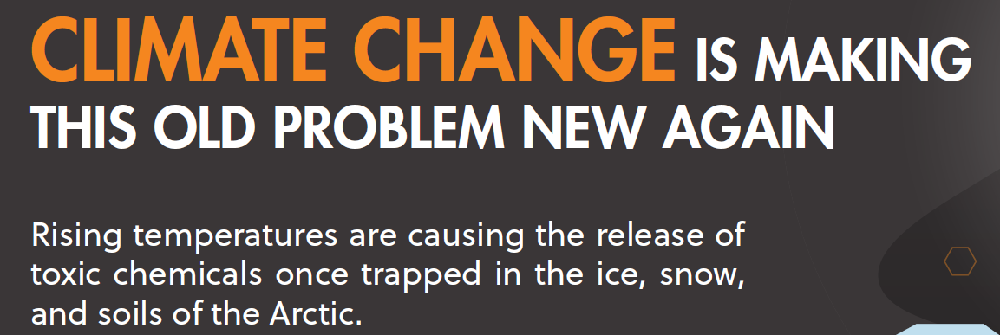 CLIMATE CHANGE IS MAKING
THIS OLD PROBLEM NEW AGAIN
Rising temperatures are causing the release of
toxic chemicals once trapped in the ice, snow,
and soils of the Arctic.